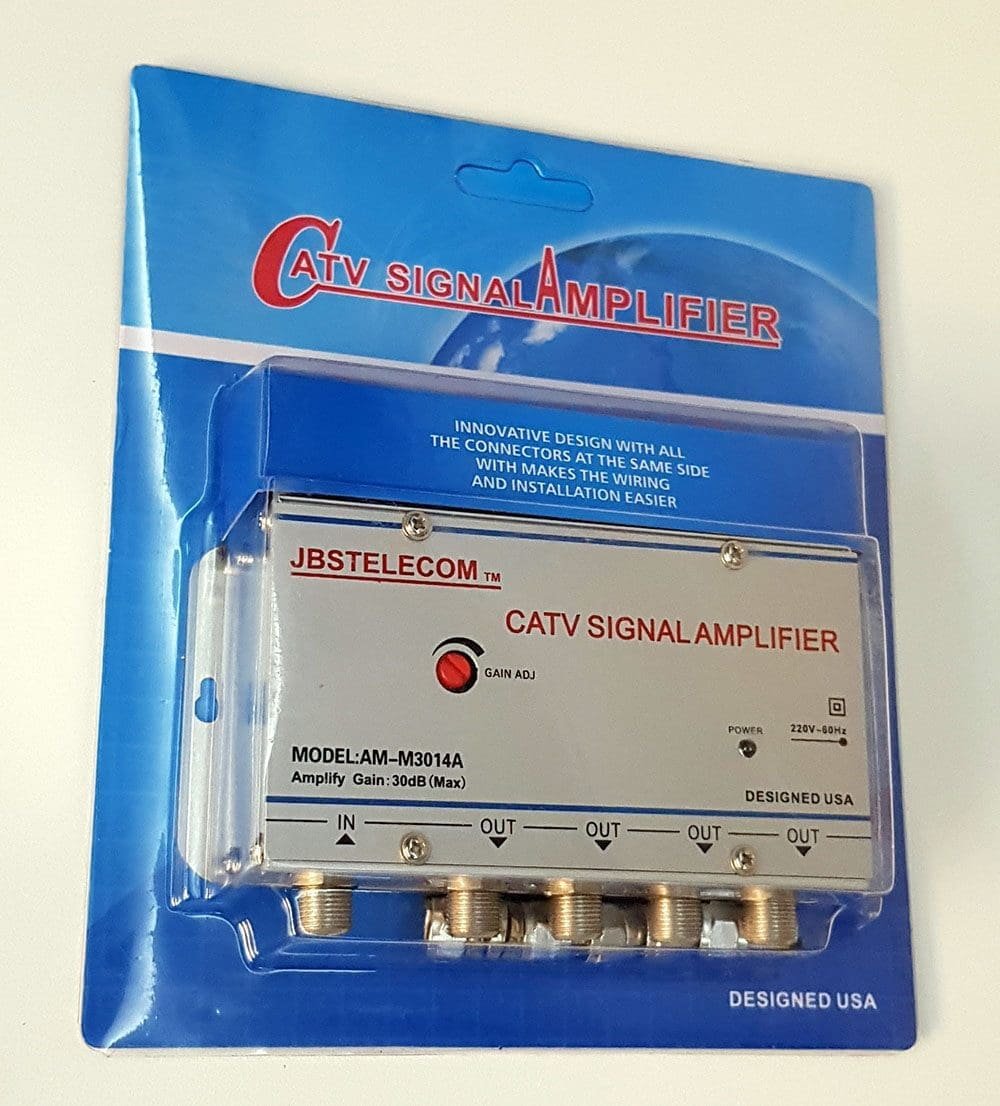 CATV SIGNAL AMPLIFIER
INNOVATIVE DESIGN WITH ALL
THE CONNECTORS AT THE SAME SIDE
WITH MAKES THE WIRING
AND INSTALLATION EASIER
JBSTELECOM TM
CATV SIGNAL AMPLIFIER
GAIN ADJ
POWER
220V~60Hz
MODEL:AM-M3014A
Amplify Gain: 30dB (Max)
DESIGNED USA
IN OUT OUT OUT OUT
DESIGNED USA